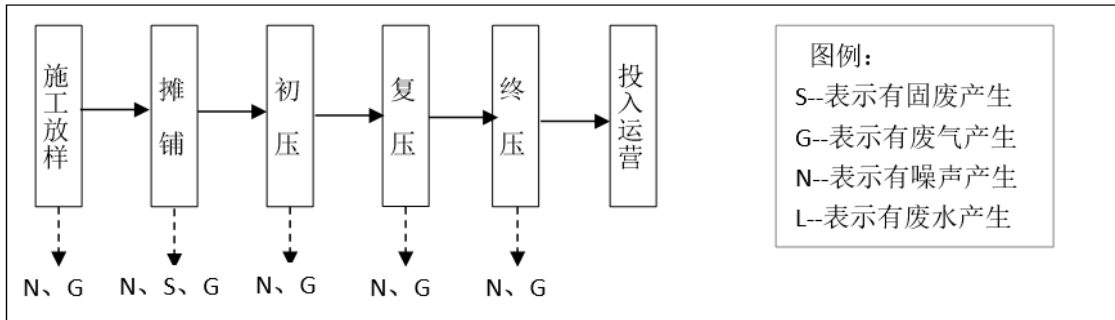 施工放样
摊铺
初压
复压
终压
投入运营
N、G
N、S、G
N、G
N、G
N、G
图例：
S--表示有固废产生
G--表示有废气产生
N--表示有噪声产生
L--表示有废水产生